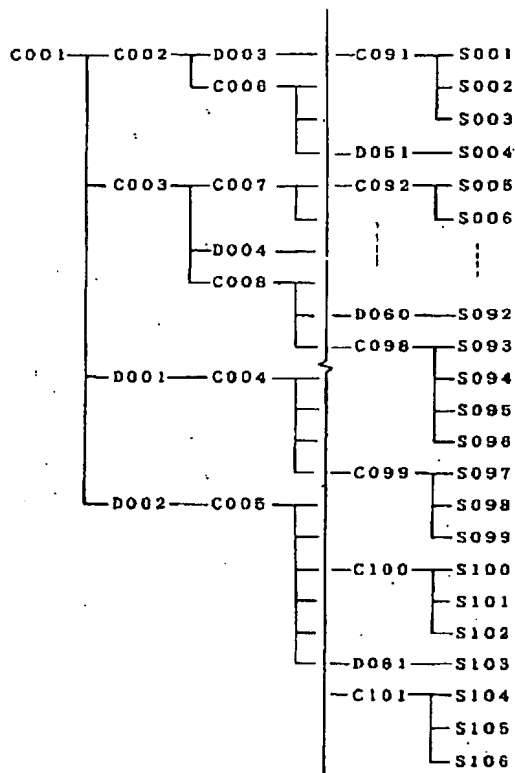 C001 C002 D003 C091 S001
C006 S002
S003
D051 S004
C003 C007 C092 S005
S006
D004
C008
D060 S092
C098 S093
D001 C004 S094
S095
S096
C099 S097
D002 C005 S098
S099
C100 S100
S101
S102
D061 S103
C101 S104
S105
S106